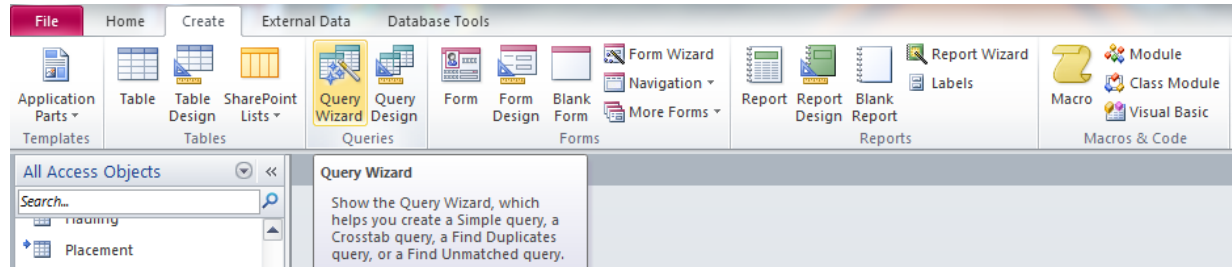 File Home Create External Data Database Tools
Application Parts Table Table Design SharePoint Lists Query Wizard Query Design Form Form Design Blank Form Form Wizard Navigation More Forms Report Report Design Blank Report Report Wizard Labels Macro Module Class Module Visual Basic
Templates Tables Queries Forms Reports Macros & Code
All Access Objects
Search...
Placement
Query Wizard
Show the Query Wizard, which
helps you create a Simple query, a
Crosstab query, a Find Duplicates
query, or a Find Unmatched query.